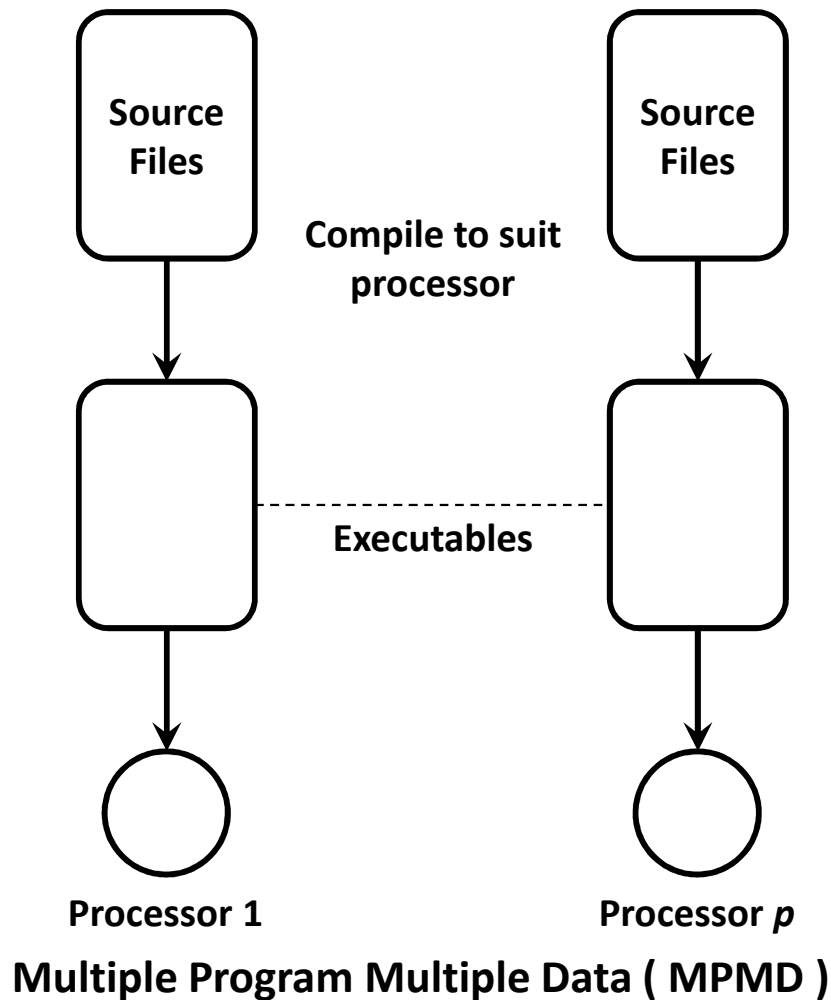 Source
Files
Source
Files
Compile to suit
processor
Executables
Processor 1
Processor p
Multiple Program Multiple Data ( MPMD )